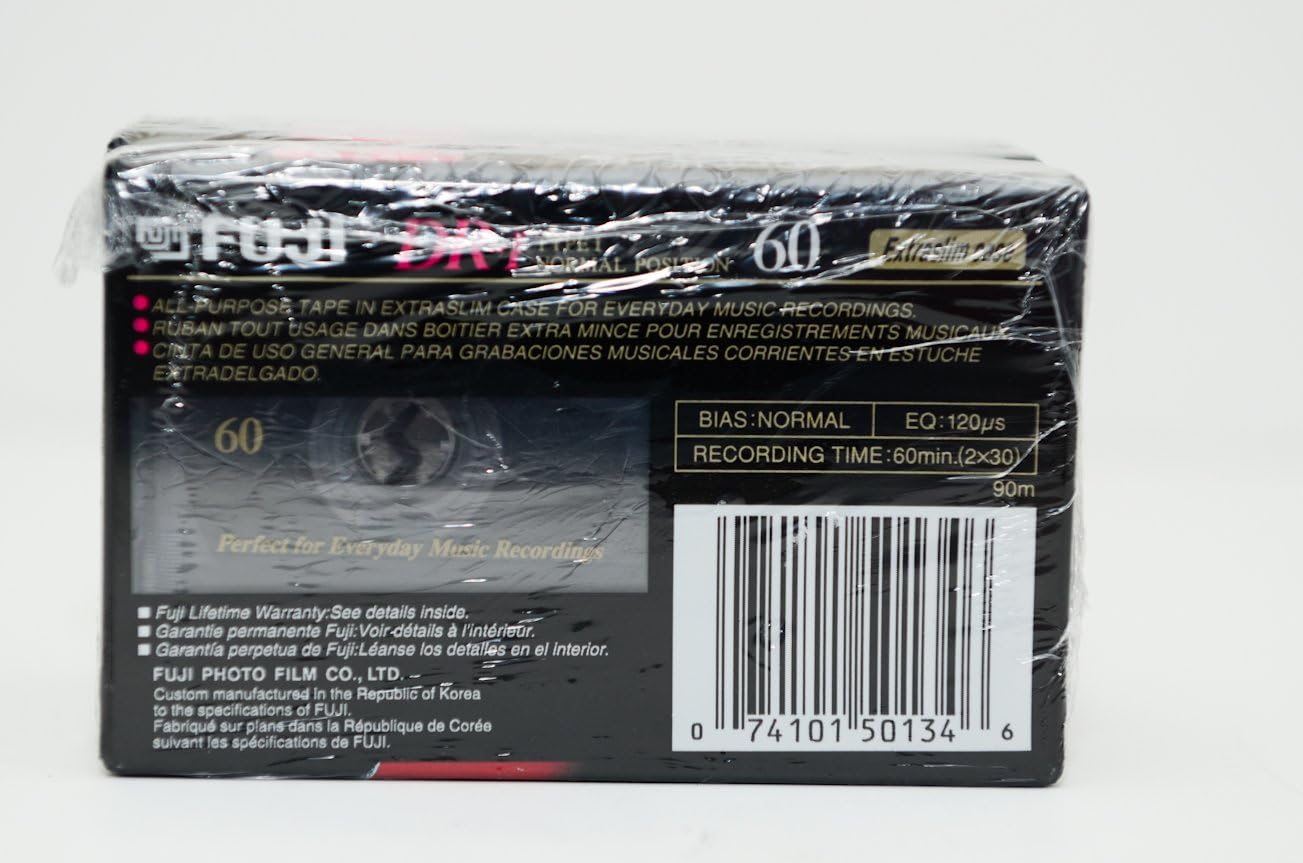 FUJI DR-I TYPE I NORMAL POSITION 60 Extraslim case
ALL PURPOSE TAPE IN EXTRASLIM CASE FOR EVERYDAY MUSIC RECORDINGS.
RUBAN TOUT USAGE DANS BOITIER EXTRA MINCE POUR ENREGISTREMENTS MUSICAUX.
CINTA DE USO GENERAL PARA GRABACIONES MUSICALES CORRIENTES EN ESTUCHE
EXTRADELGADO.
60
Perfect for Everyday Music Recordings
BIAS:NORMAL EQ:120μs
RECORDING TIME:60min.(2×30)
90m
Fuji Lifetime Warranty:See details inside.
Garantie permanente Fuji:Voir détails à l'intérieur.
Garantía perpetua de Fuji:Léanse los detalles en el interior.
FUJI PHOTO FILM CO., LTD.
Custom manufactured in the Republic of Korea
to the specifications of FUJI.
Fabriqué sur plans dans la République de Corée
suivant les spécifications de FUJI.
0 74101 50134 6